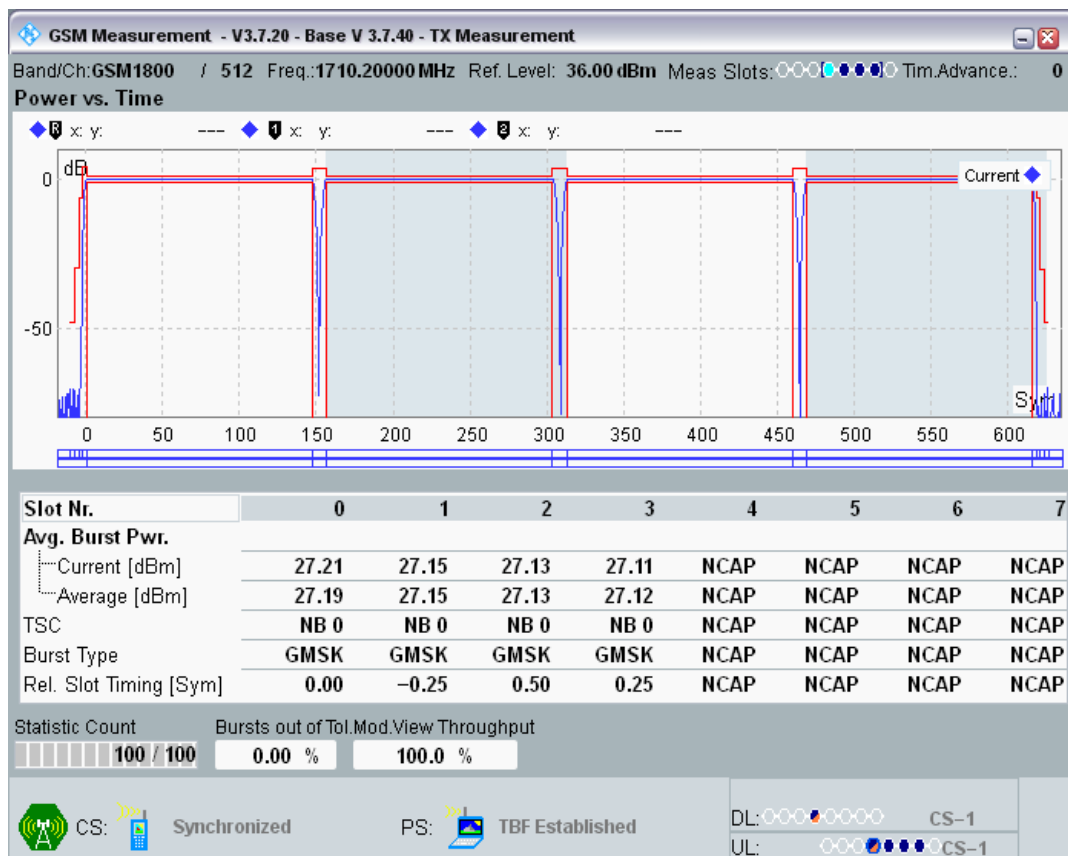 GSM Measurement - V3.7.20 - Base V 3.7.40 - TX Measurement
Band/Ch:GSM1800 / 512 Freq.:1710.20000 MHz Ref. Level: 36.00 dBm Meas Slots: Tim.Advance.: 0
Power vs. Time
R x: y: --- 1 x: y: --- 2 x: y: ---
dB
Current
0
-50
Sym
0 50 100 150 200 250 300 350 400 450 500 550 600
Slot Nr. 0 1 2 3 4 5 6 7
Avg. Burst Pwr.
Current [dBm] 27.21 27.15 27.13 27.11 NCAP NCAP NCAP NCAP
Average [dBm] 27.19 27.15 27.13 27.12 NCAP NCAP NCAP NCAP
TSC NB 0 NB 0 NB 0 NB 0 NCAP NCAP NCAP NCAP
Burst Type GMSK GMSK GMSK GMSK NCAP NCAP NCAP NCAP
Rel. Slot Timing [Sym] 0.00 −0.25 0.50 0.25 NCAP NCAP NCAP NCAP
Statistic Count Bursts out of Tol. Mod.View Throughput
100 / 100 0.00 % 100.0 %
CS: Synchronized PS: TBF Established
DL: CS−1
UL: CS−1